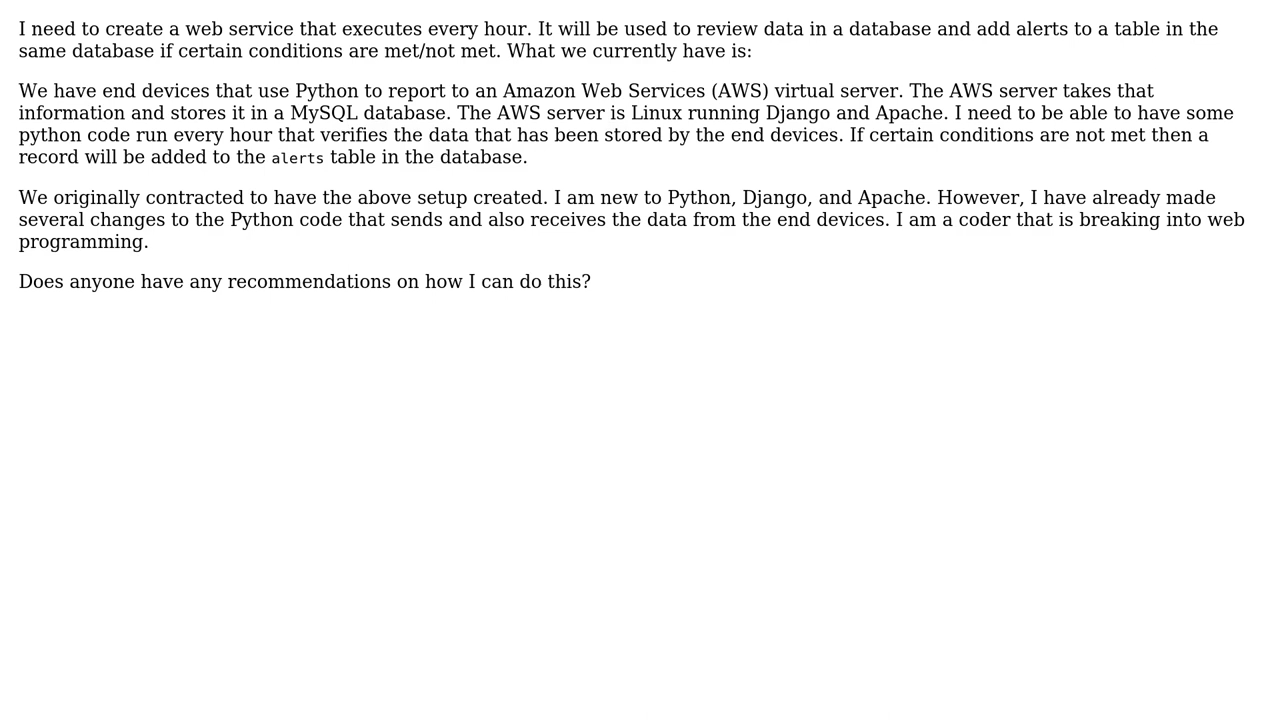 I need to create a web service that executes every hour. It will be used to review data in a database and add alerts to a table in the
same database if certain conditions are met/not met. What we currently have is:
We have end devices that use Python to report to an Amazon Web Services (AWS) virtual server. The AWS server takes that
information and stores it in a MySQL database. The AWS server is Linux running Django and Apache. I need to be able to have some
python code run every hour that verifies the data that has been stored by the end devices. If certain conditions are not met then a
record will be added to the alerts table in the database.
We originally contracted to have the above setup created. I am new to Python, Django, and Apache. However, I have already made
several changes to the Python code that sends and also receives the data from the end devices. I am a coder that is breaking into web
programming.
Does anyone have any recommendations on how I can do this?